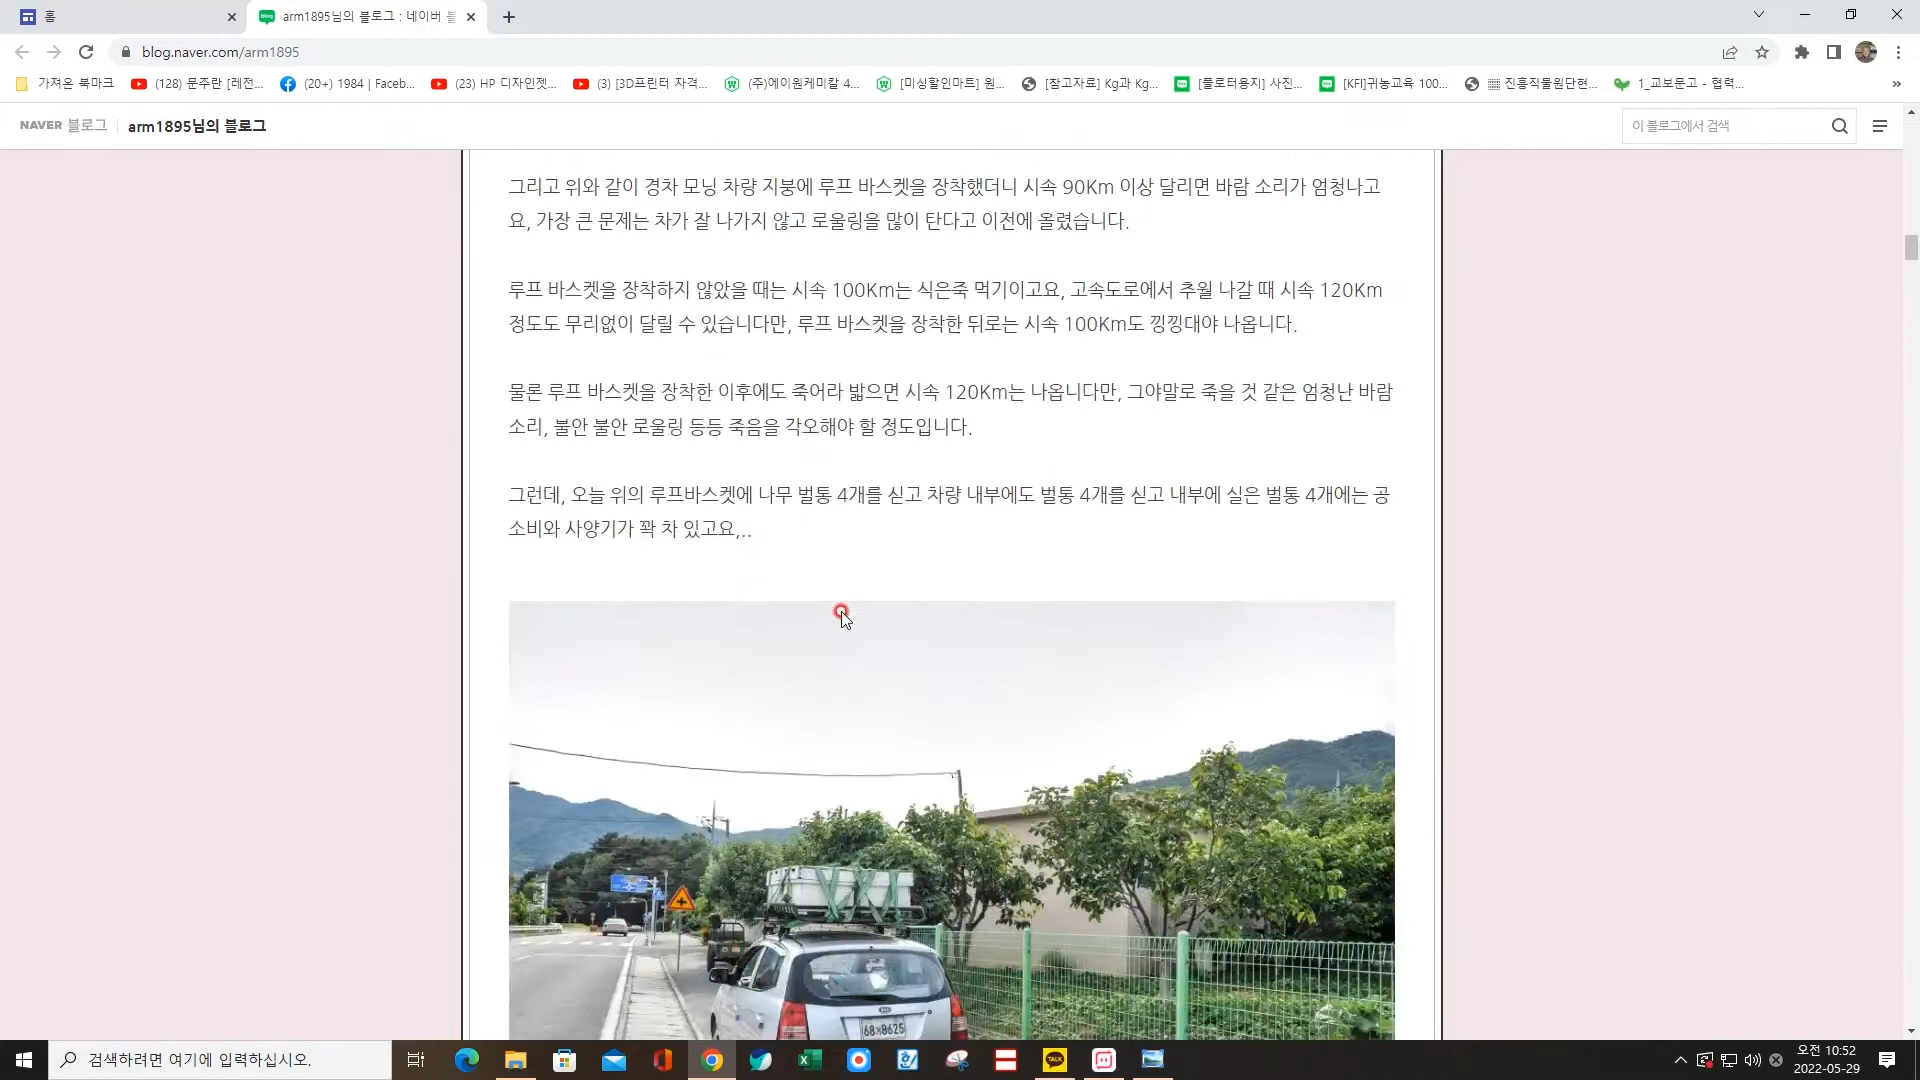 홈
arm1895님의 블로그 : 네이버 블
blog.naver.com/arm1895
가져온 북마크
(128) 문주란 [레전...
(20+) 1984 | Faceb...
(23) HP 디자인젯...
(3) [3D프린터 자격...
(주)에이원케미칼 4...
[미싱할인마트] 원...
[참고자료] Kg과 Kg...
[플로터용지] 사진...
[KFI]귀농교육 100...
진흥직물원단현...
1_교보문고 - 협력...
»
NAVER 블로그
arm1895님의 블로그
이 블로그에서 검색
그리고 위와 같이 경차 모닝 차량 지붕에 루프 바스켓을 장착했더니 시속 90Km 이상 달리면 바람 소리가 엄청나고
요, 가장 큰 문제는 차가 잘 나가지 않고 로울링을 많이 탄다고 이전에 올렸습니다.
루프 바스켓을 장착하지 않았을 때는 시속 100Km는 식은죽 먹기이고요, 고속도로에서 추월 나갈 때 시속 120Km
정도도 무리없이 달릴 수 있습니다만, 루프 바스켓을 장착한 뒤로는 시속 100Km도 낑낑대야 나옵니다.
물론 루프 바스켓을 장착한 이후에도 죽어라 밟으면 시속 120Km는 나옵니다만, 그야말로 죽을 것 같은 엄청난 바람
소리, 불안 불안 로울링 등등 죽음을 각오해야 할 정도입니다.
그런데, 오늘 위의 루프바스켓에 나무 벌통 4개를 싣고 차량 내부에도 벌통 4개를 싣고 내부에 실은 벌통 4개에는 공
소비와 사양기가 꽉 차 있고요,..
68 8625
검색하려면 여기에 입력하십시오.
TALK
오전 10:52
2022-05-29